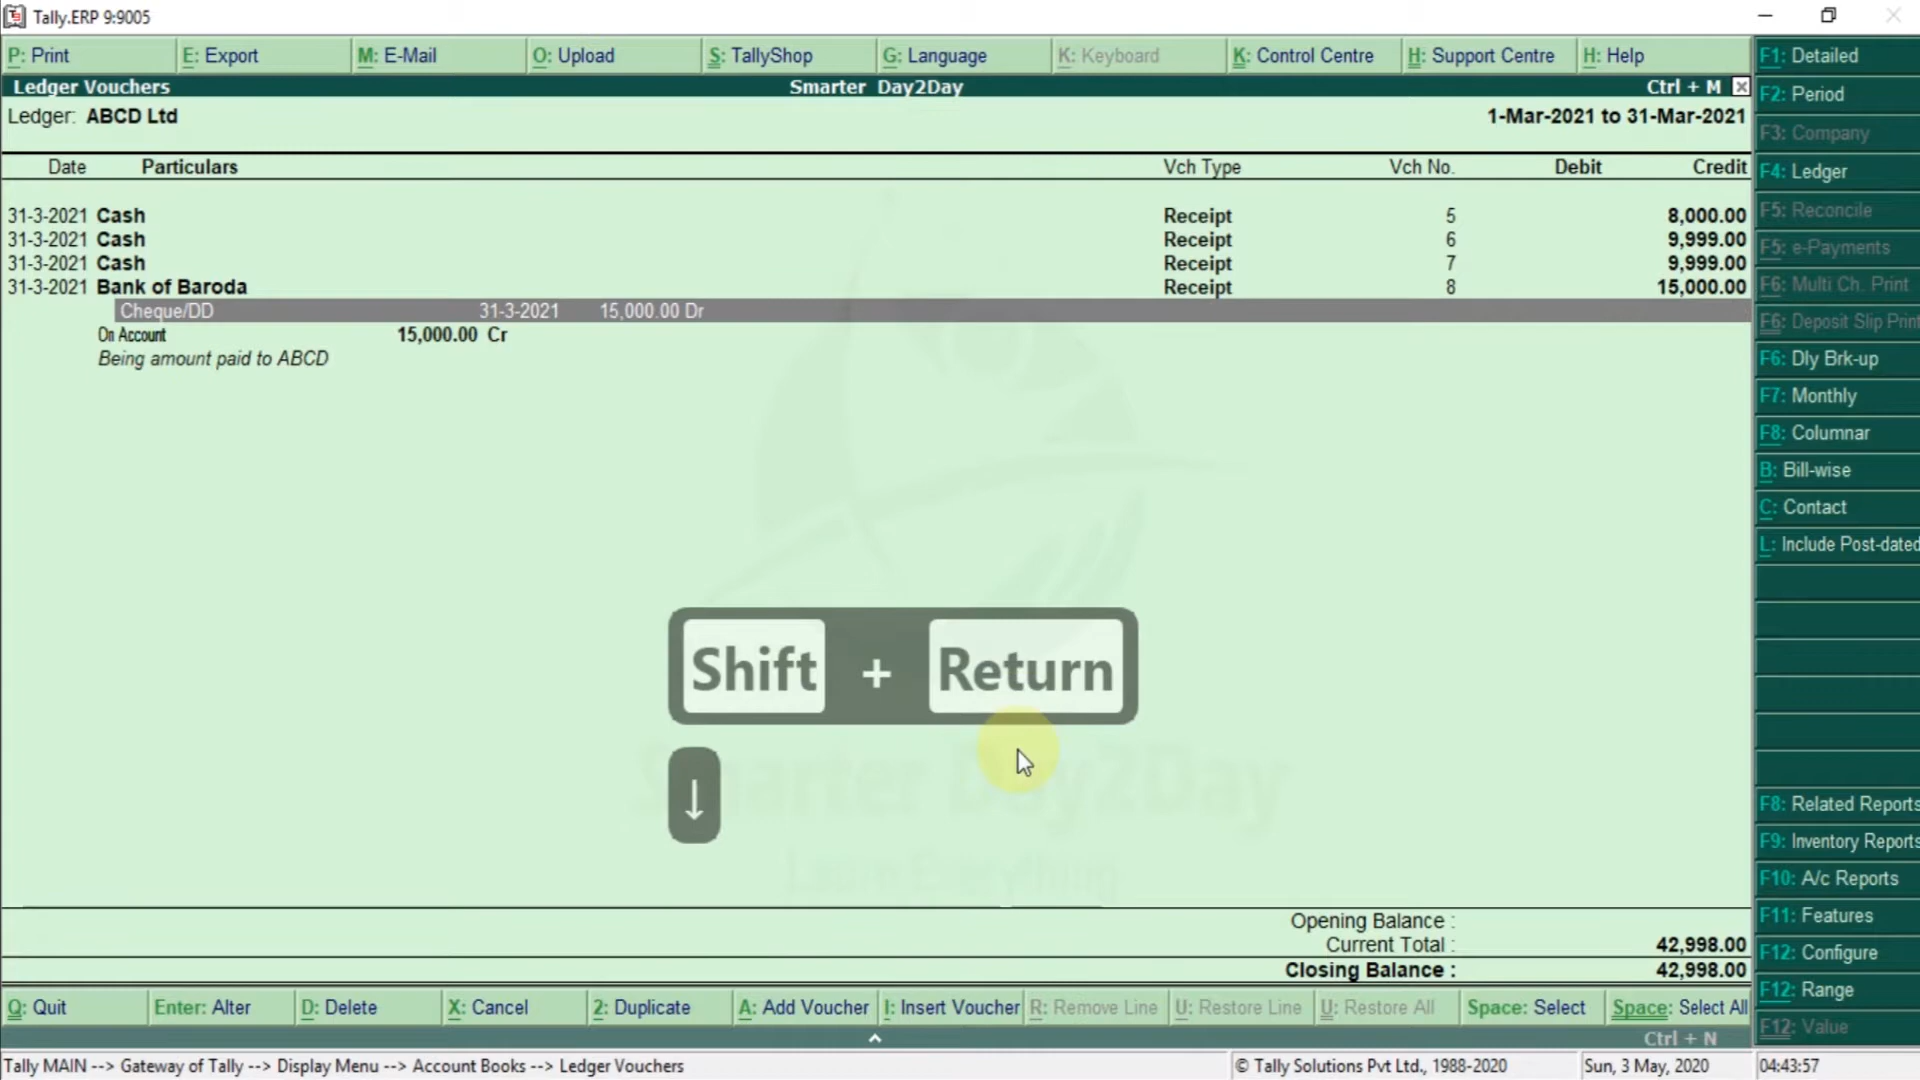 Tally.ERP 9:9005
P: Print E: Export M: E-Mail O: Upload S: TallyShop G: Language K: Keyboard K: Control Centre H: Support Centre H: Help
Ledger Vouchers Smarter Day2Day Ctrl + M
Ledger: ABCD Ltd 1-Mar-2021 to 31-Mar-2021
Date Particulars Vch Type Vch No. Debit Credit
31-3-2021 Cash Receipt 5 8,000.00
31-3-2021 Cash Receipt 6 9,999.00
31-3-2021 Cash Receipt 7 9,999.00
31-3-2021 Bank of Baroda Receipt 8 15,000.00
Cheque/DD 31-3-2021 15,000.00 Dr
On Account 15,000.00 Cr
Being amount paid to ABCD
Shift + Return
↓
Smarter Day2Day
Learn Everything
Opening Balance :
Current Total : 42,998.00
Closing Balance : 42,998.00
Q: Quit Enter: Alter D: Delete X: Cancel 2: Duplicate A: Add Voucher I: Insert Voucher R: Remove Line U: Restore Line U: Restore All Space: Select Space: Select All
Ctrl + N
Tally MAIN --> Gateway of Tally --> Display Menu --> Account Books --> Ledger Vouchers © Tally Solutions Pvt Ltd., 1988-2020 Sun, 3 May, 2020 04:43:57
F1: Detailed
F2: Period
F3: Company
F4: Ledger
F5: Reconcile
F5: e-Payments
F6: Multi Ch. Print
F6: Deposit Slip Print
F6: Dly Brk-up
F7: Monthly
F8: Columnar
B: Bill-wise
C: Contact
L: Include Post-dated
F8: Related Reports
F9: Inventory Reports
F10: A/c Reports
F11: Features
F12: Configure
F12: Range
F12: Value